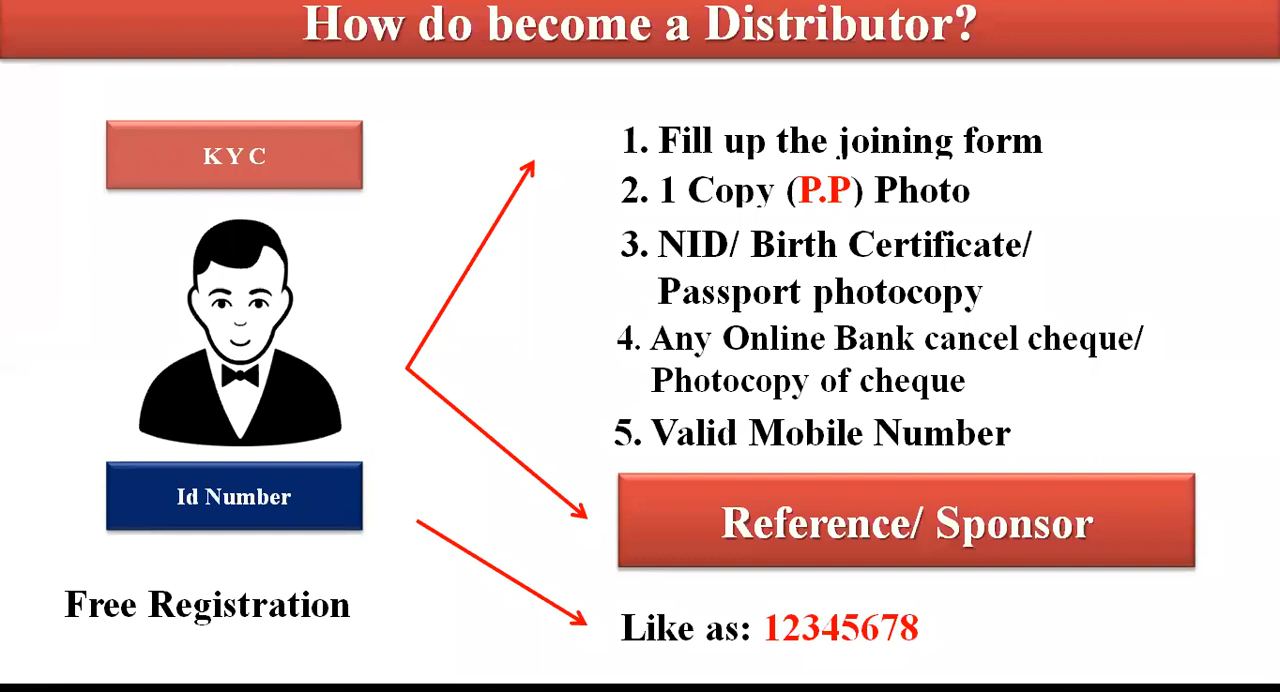 How do become a Distributor?
K Y C
1. Fill up the joining form
2. 1 Copy (P.P) Photo
3. NID/ Birth Certificate/
Passport photocopy
4. Any Online Bank cancel cheque/
Photocopy of cheque
5. Valid Mobile Number
Id Number
Reference/ Sponsor
Free Registration
Like as: 12345678